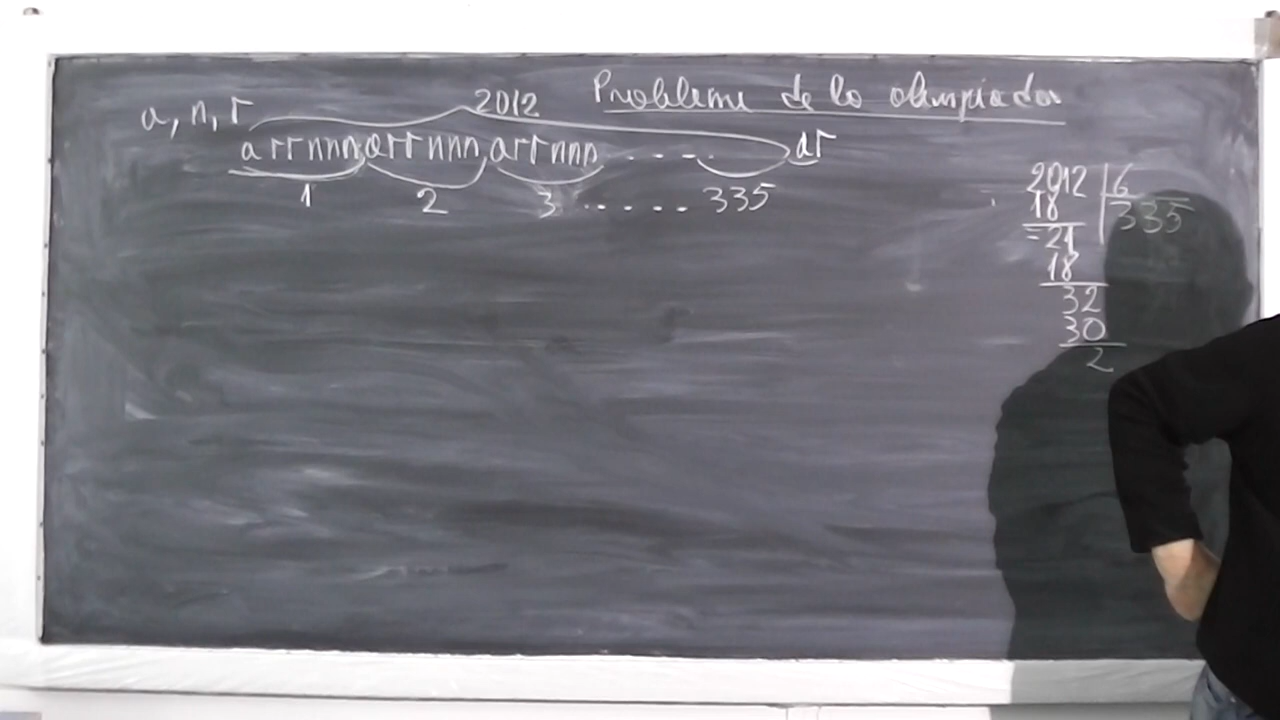 Probleme de la olimpiada
a, n, r
2012
arrnnnarrnnnarrnnn . . . . ar
1 2 3 . . . . . 335
2012 | 6
18 335
=21
18
32
30
2